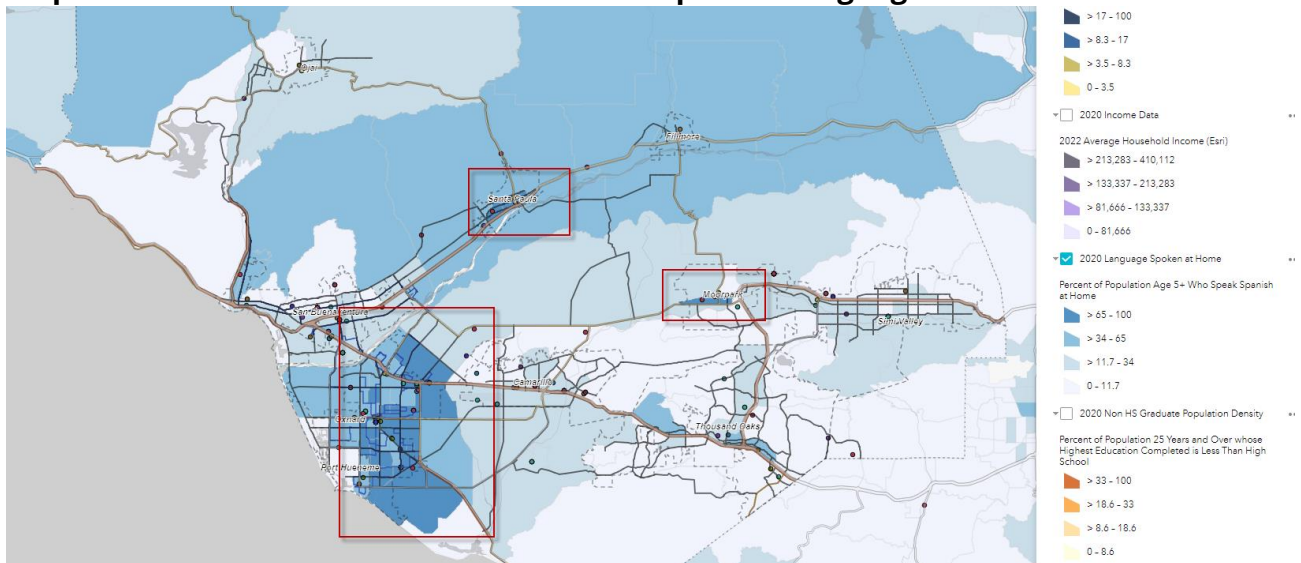 > 17 - 100
> 8.3 - 17
> 3.5 - 8.3
0 - 3.5
2020 Income Data
2022 Average Household Income (Esri)
> 213,283 - 410,112
> 133,337 - 213,283
> 81,666 - 133,337
0 - 81,666
2020 Language Spoken at Home
Percent of Population Age 5+ Who Speak Spanish
at Home
> 65 - 100
> 34 - 65
> 11.7 - 34
0 - 11.7
2020 Non HS Graduate Population Density
Percent of Population 25 Years and Over whose
Highest Education Completed is Less Than High
School
> 33 - 100
> 18.6 - 33
> 8.6 - 18.6
0 - 8.6
Ojai
Fillmore
Santa Paula
Moorpark
San Buenaventura
Simi Valley
Camarillo
Oxnard
Thousand Oaks
Port Hueneme